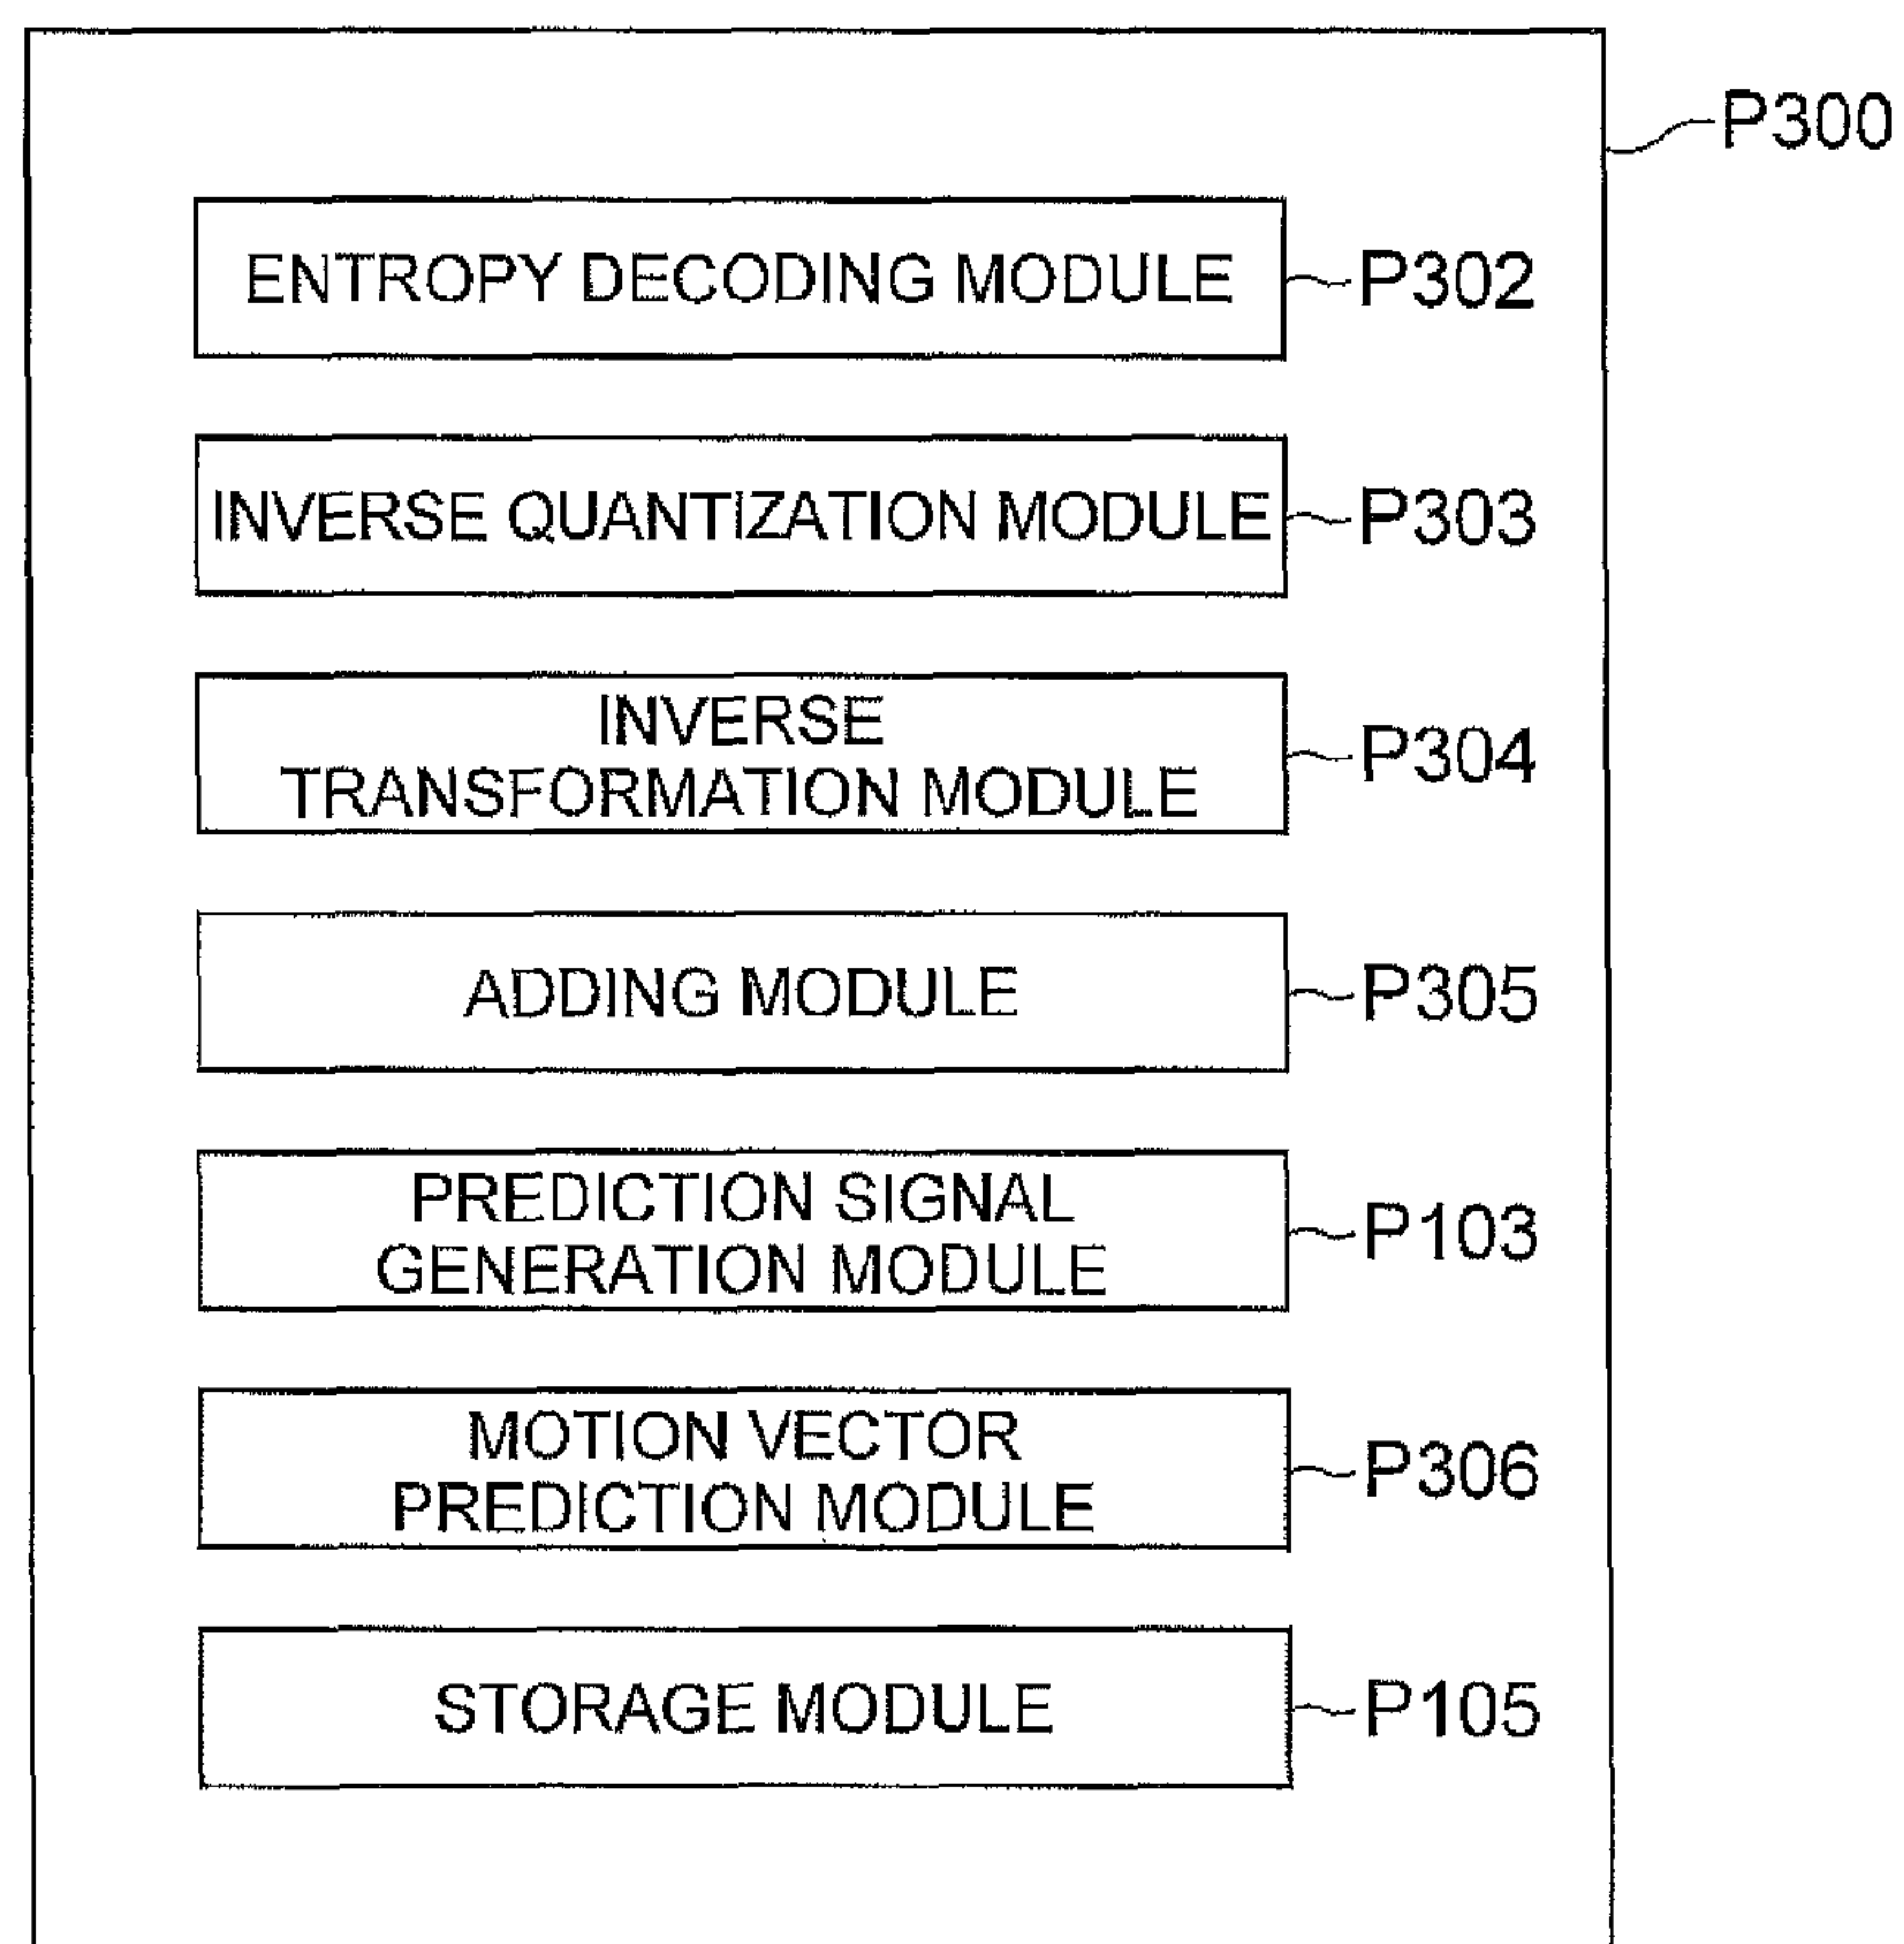 P300
ENTROPY DECODING MODULE
P302
INVERSE QUANTIZATION MODULE
P303
INVERSE
TRANSFORMATION MODULE
P304
ADDING MODULE
P305
PREDICTION SIGNAL
GENERATION MODULE
P103
MOTION VECTOR
PREDICTION MODULE
P306
STORAGE MODULE
P105